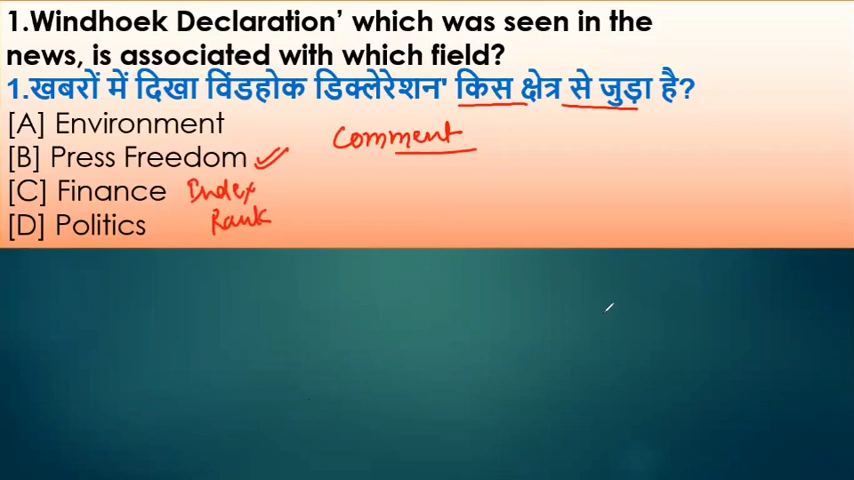 1.Windhoek Declaration’ which was seen in the
news, is associated with which field?
1.खबरों में दिखा विंडहोक डिक्लेरेशन' किस क्षेत्र से जुड़ा है?
[A] Environment
Comment
[B] Press Freedom
[C] Finance Index
[D] Politics Rank